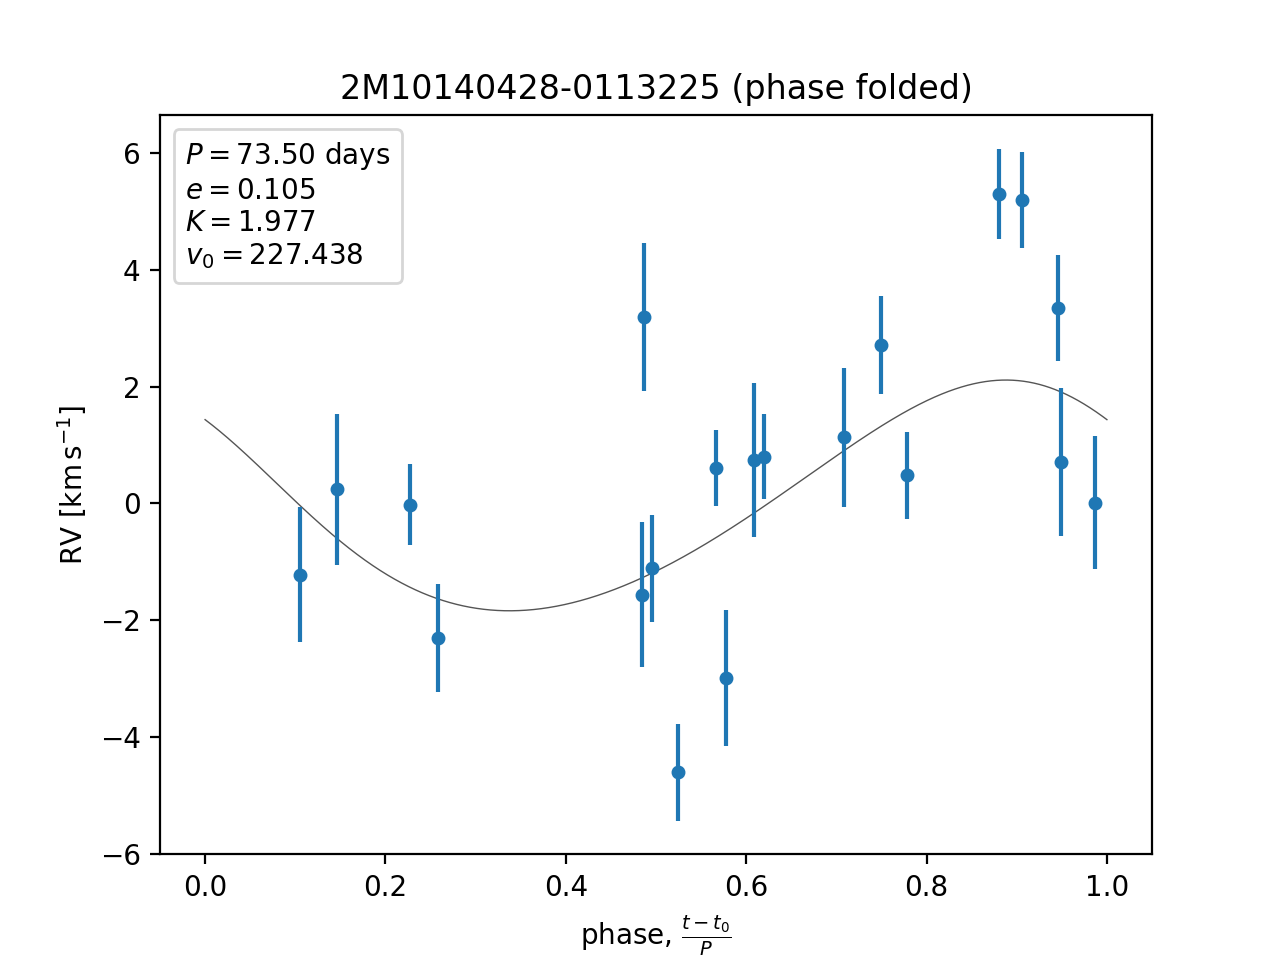 2M10140428-0113225 (phase folded)
P = 73.50 days
e = 0.105
K = 1.977
v₀ = 227.438
RV [km s⁻¹]
6
4
2
0
−2
−4
−6
0.0 0.2 0.4 0.6 0.8 1.0
phase, (t − t₀)/P